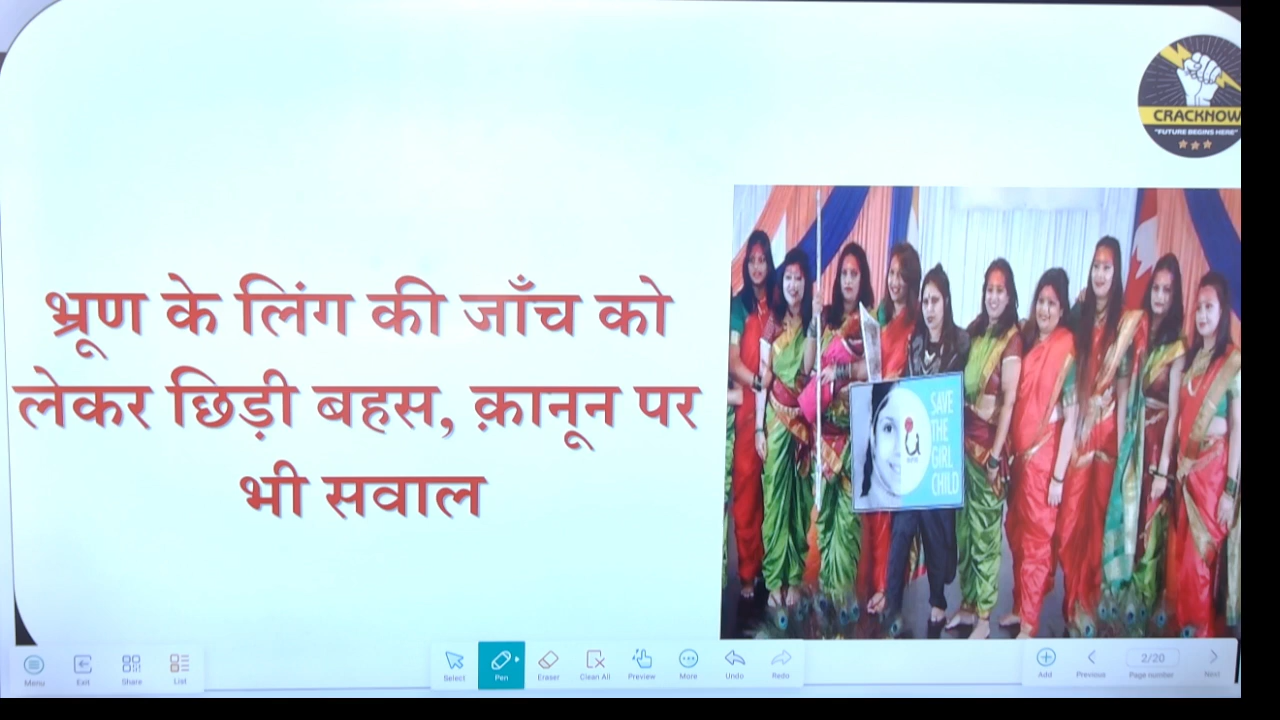 CRACKNOW
"FUTURE BEGINS HERE"
भ्रूण के लिंग की जाँच को
लेकर छिड़ी बहस, क़ानून पर
भी सवाल
SAVE
THE
GIRL
CHILD
Menu
Exit
Share
List
Select
Pen
Eraser
Clean All
Preview
More
Undo
Redo
Add
Previous
2/20
Page number
Next